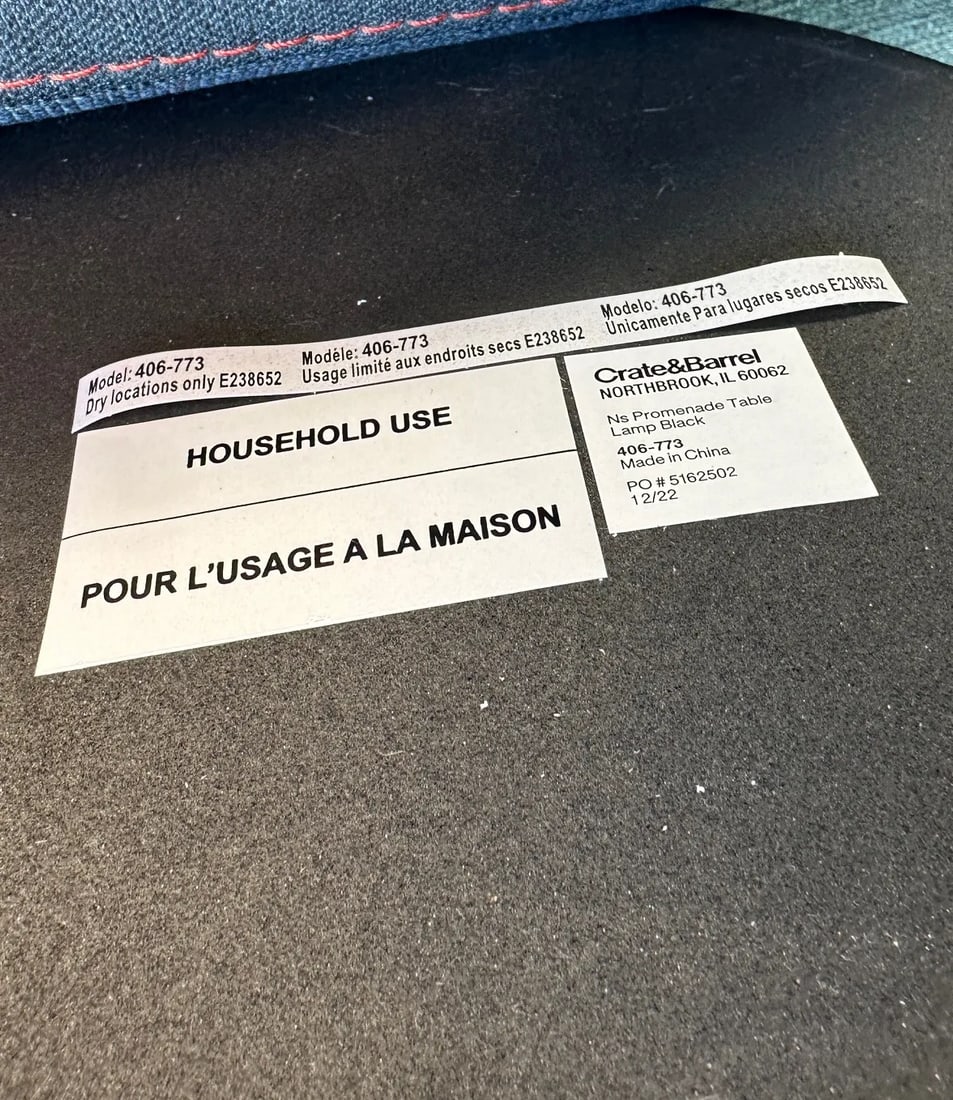 Model: 406-773
Dry locations only E238652
Modèle: 406-773
Usage limité aux endroits secs E238652
Modelo: 406-773
Unicamente Para lugares secos E238652
HOUSEHOLD USE
POUR L'USAGE A LA MAISON
Crate&Barrel
NORTHBROOK, IL 60062
Ns Promenade Table
Lamp Black
406-773
Made in China
PO # 5162502
12/22